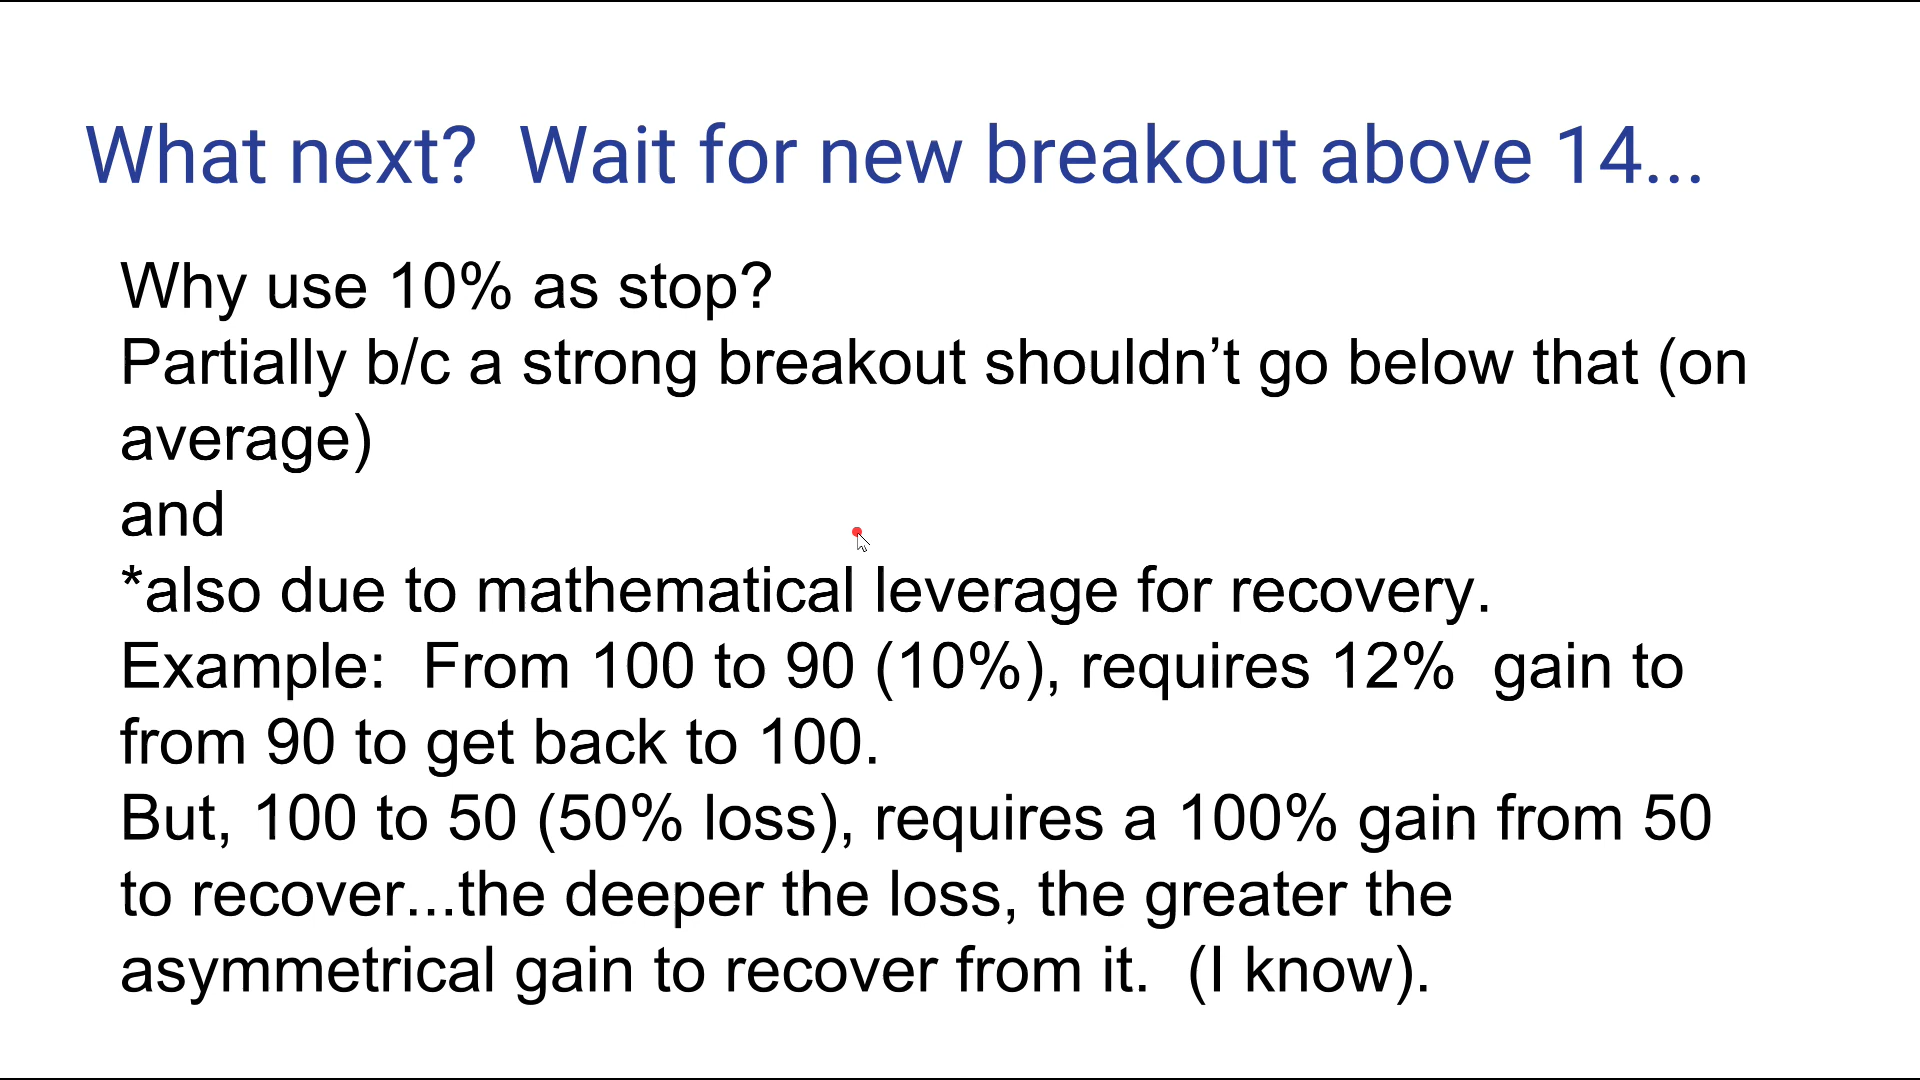 What next?  Wait for new breakout above 14...
Why use 10% as stop?
Partially b/c a strong breakout shouldn’t go below that (on
average)
and
*also due to mathematical leverage for recovery.
Example:  From 100 to 90 (10%), requires 12%  gain to
from 90 to get back to 100.
But, 100 to 50 (50% loss), requires a 100% gain from 50
to recover...the deeper the loss, the greater the
asymmetrical gain to recover from it.  (I know).